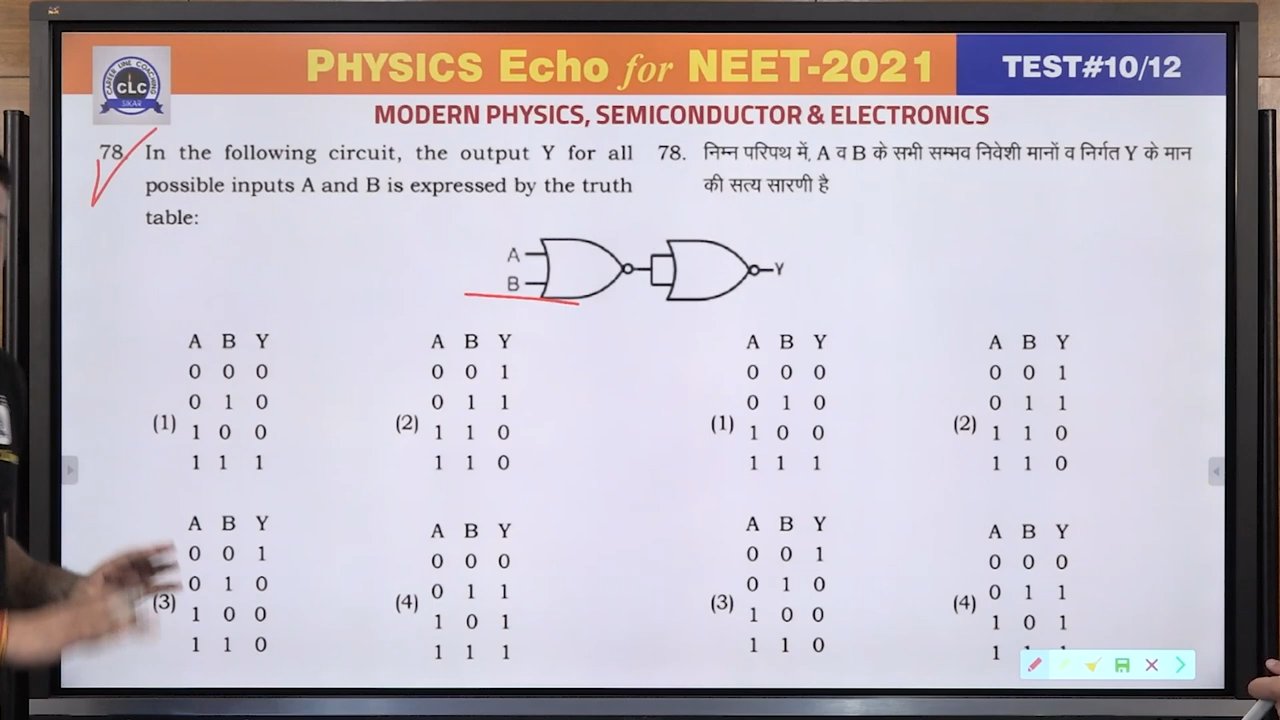 CAREER LINE COACHING
CLC
SIKAR
PHYSICS Echo for NEET-2021
TEST#10/12
MODERN PHYSICS, SEMICONDUCTOR & ELECTRONICS
78. In the following circuit, the output Y for all
possible inputs A and B is expressed by the truth
table:
78. निम्न परिपथ में, A व B के सभी सम्भव निवेशी मानों व निर्गत Y के मान
की सत्य सारणी है
A
B
Y
(1)
A B Y
0 0 0
0 1 0
1 0 0
1 1 1
(2)
A B Y
0 0 1
0 1 1
1 1 0
1 1 0
(3)
A B Y
0 0 1
0 1 0
1 0 0
1 1 0
(4)
A B Y
0 0 0
0 1 1
1 0 1
1 1 1
(1)
A B Y
0 0 0
0 1 0
1 0 0
1 1 1
(2)
A B Y
0 0 1
0 1 1
1 1 0
1 1 0
(3)
A B Y
0 0 1
0 1 0
1 0 0
1 1 0
(4)
A B Y
0 0 0
0 1 1
1 0 1
1